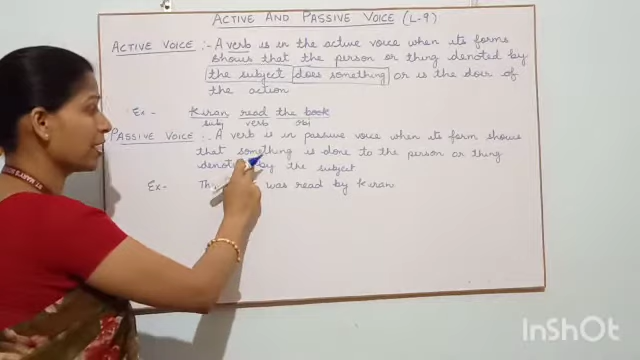 ACTIVE AND PASSIVE VOICE (L-9)
ACTIVE VOICE :- A verb is in the active voice when its forms
shows that the person or thing denoted by
the subject does something or is the doer of
the action
Ex - Kiran read the book
subj verb obj
PASSIVE VOICE :- A verb is in passive voice when its form shows
that something is done to the person or thing
by the subject
Ex- was read by Kiran
InShot